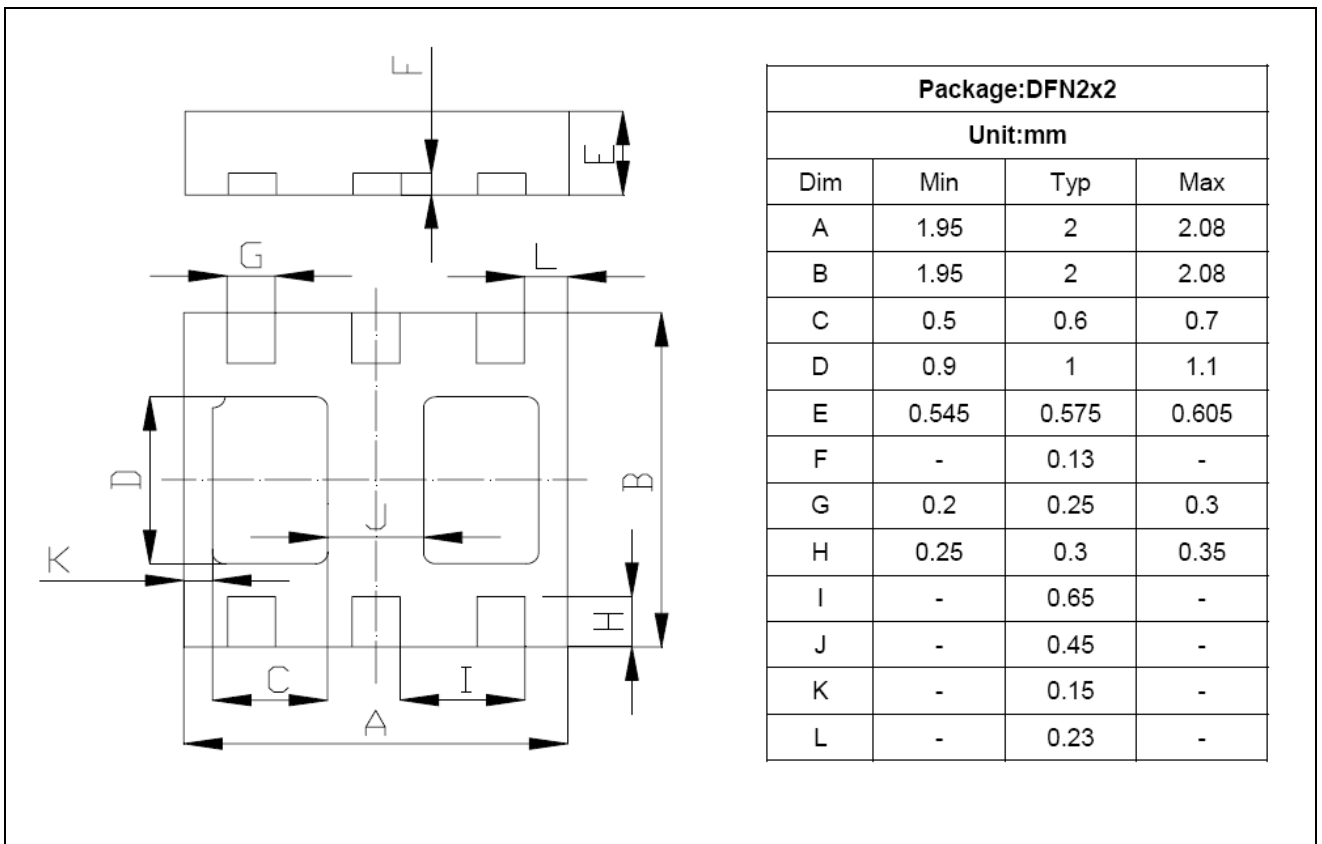 F
E
G
L
D
J
B
K
H
C
I
A
Package:DFN2x2
Unit:mm
Dim Min Typ Max
A 1.95 2 2.08
B 1.95 2 2.08
C 0.5 0.6 0.7
D 0.9 1 1.1
E 0.545 0.575 0.605
F - 0.13 -
G 0.2 0.25 0.3
H 0.25 0.3 0.35
I - 0.65 -
J - 0.45 -
K - 0.15 -
L - 0.23 -